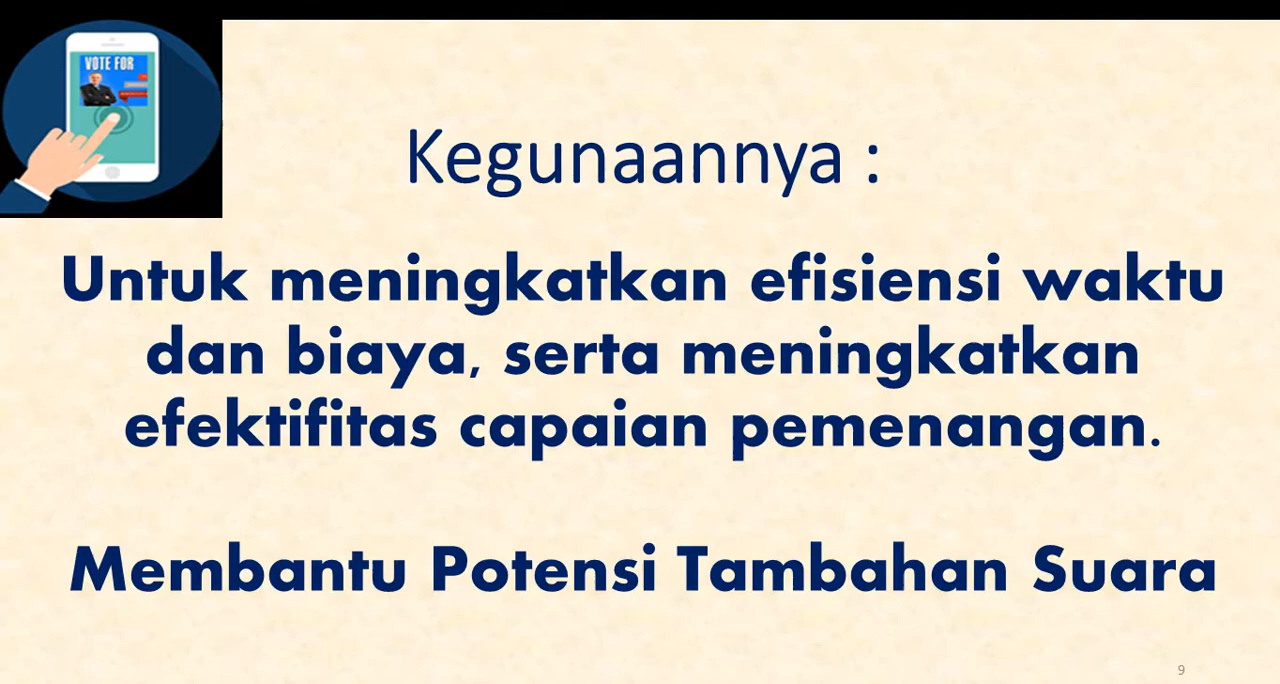 VOTE FOR
Kegunaannya :
Untuk meningkatkan efisiensi waktu
dan biaya, serta meningkatkan
efektifitas capaian pemenangan.
Membantu Potensi Tambahan Suara
9